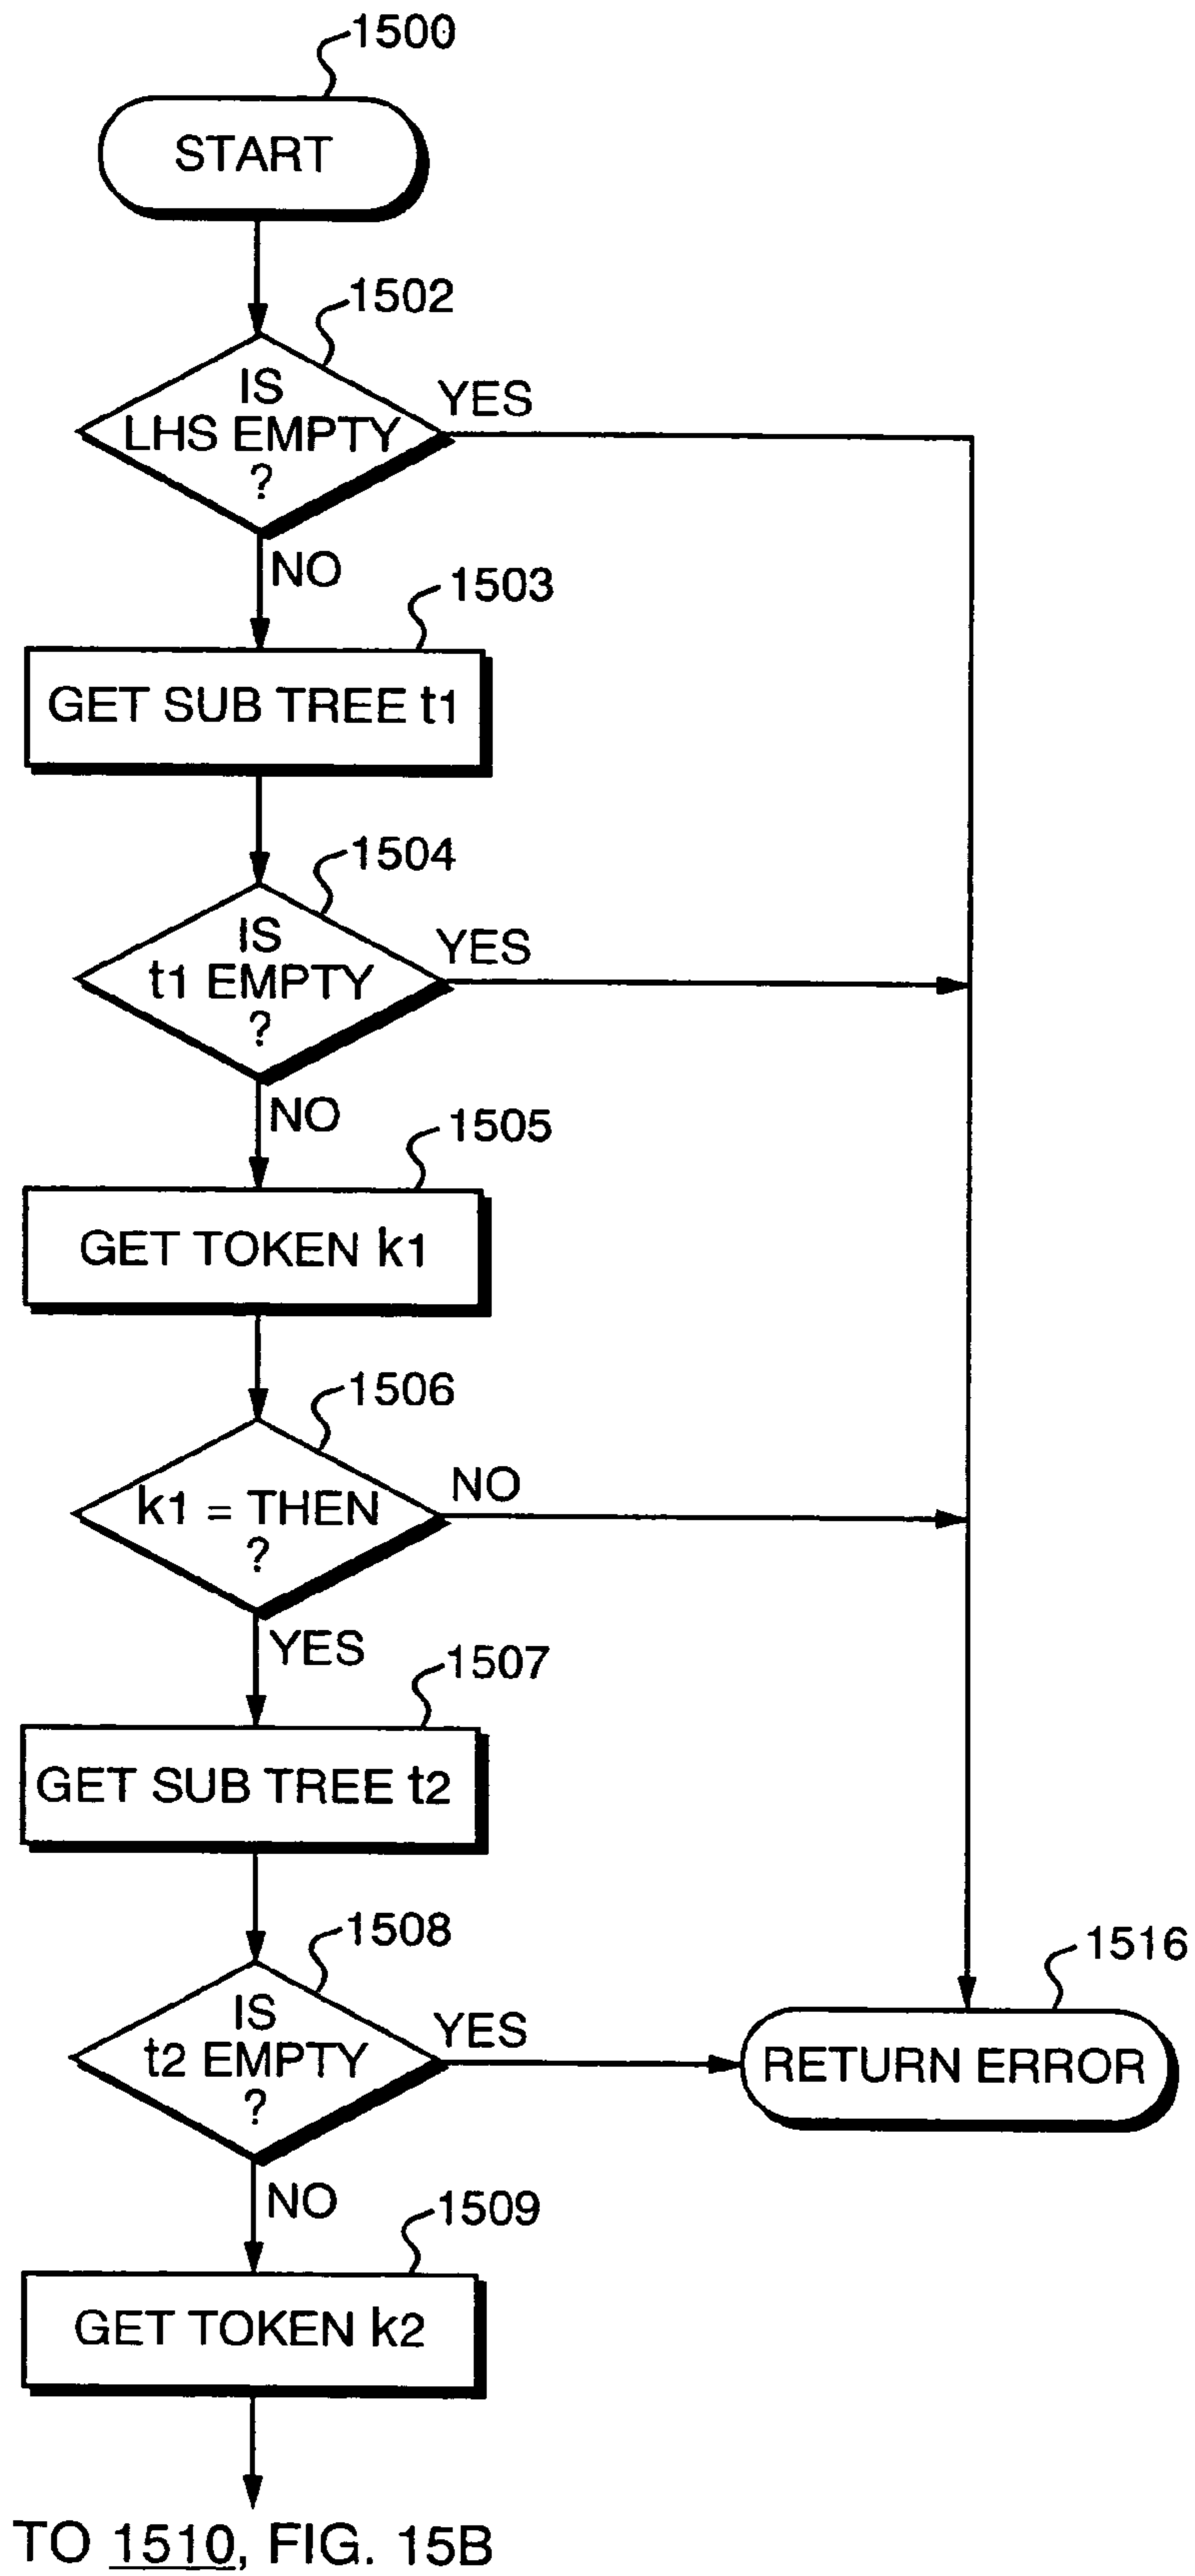 1500
START
1502
IS
LHS EMPTY
?
YES
NO
1503
GET SUB TREE t1
1504
IS
t1 EMPTY
?
YES
NO
1505
GET TOKEN k1
1506
k1 = THEN
?
NO
YES
1507
GET SUB TREE t2
1508
IS
t2 EMPTY
?
YES
1516
RETURN ERROR
NO
1509
GET TOKEN k2
TO 1510, FIG. 15B